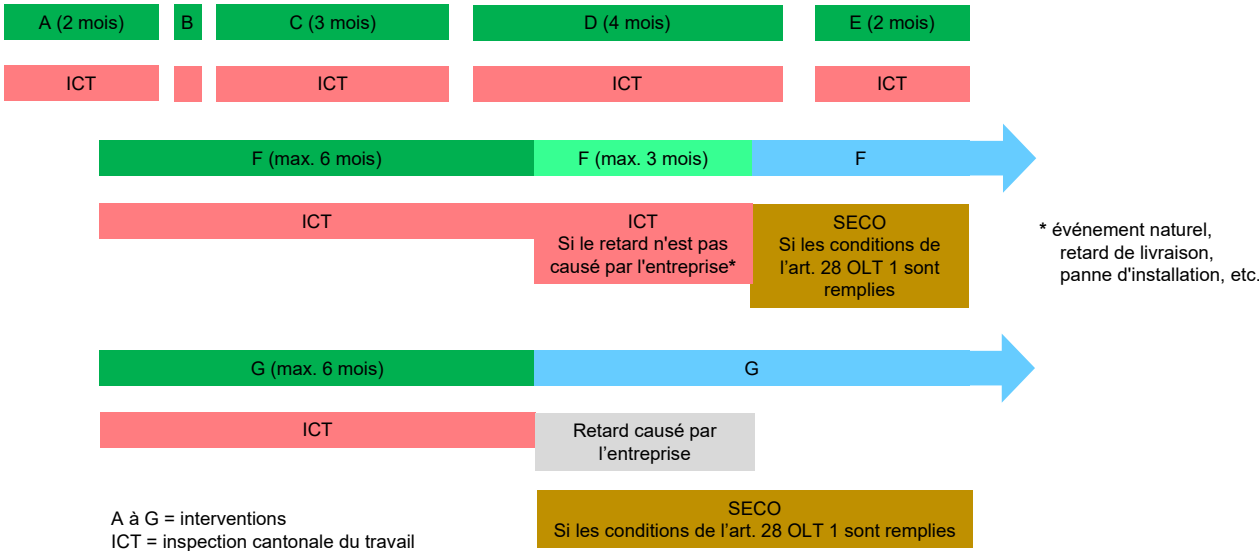 A (2 mois) B C (3 mois) D (4 mois) E (2 mois)
ICT ICT ICT ICT
F (max. 6 mois) F (max. 3 mois) F
ICT
ICT
Si le retard n'est pas
causé par l'entreprise*
SECO
Si les conditions de
l’art. 28 OLT 1 sont
remplies
* événement naturel,
retard de livraison,
panne d'installation, etc.
G (max. 6 mois) G
ICT
Retard causé par
l’entreprise
SECO
Si les conditions de l’art. 28 OLT 1 sont remplies
A à G = interventions
ICT = inspection cantonale du travail